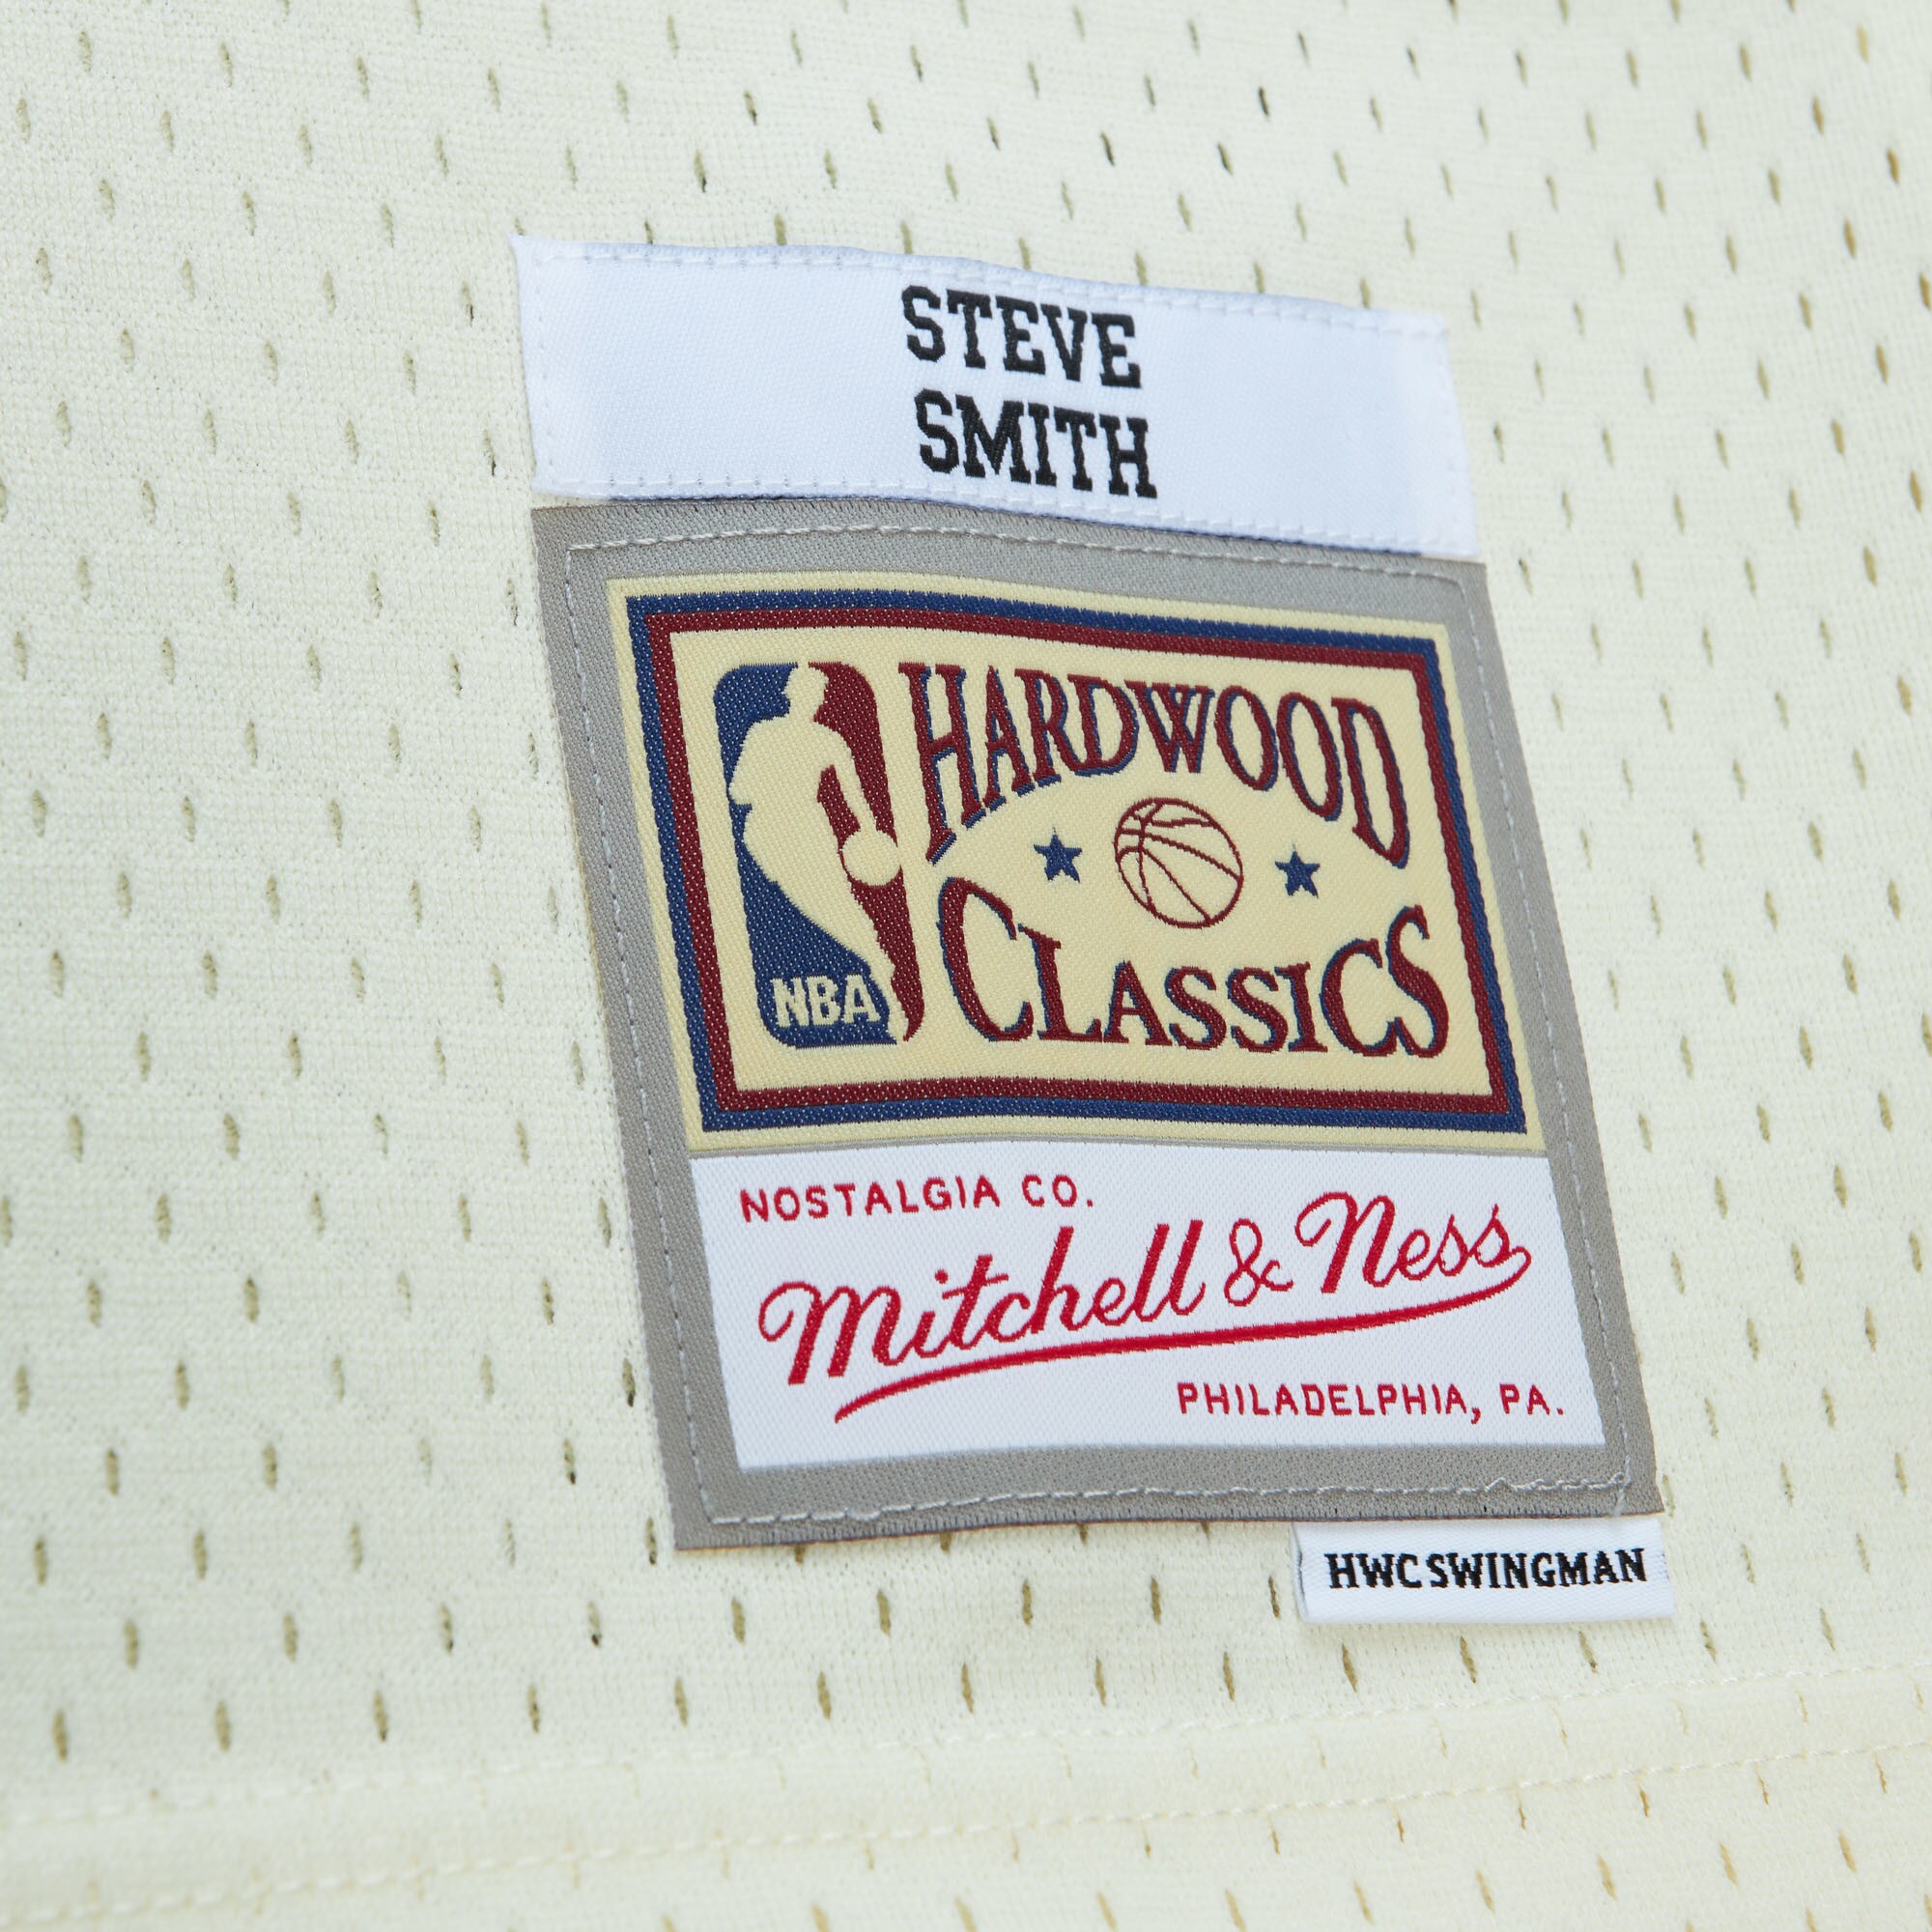 STEVE
SMITH
HARDWOOD
CLASSICS
NBA
NOSTALGIA CO.
Mitchell & Ness
PHILADELPHIA, PA.
HWC SWINGMAN